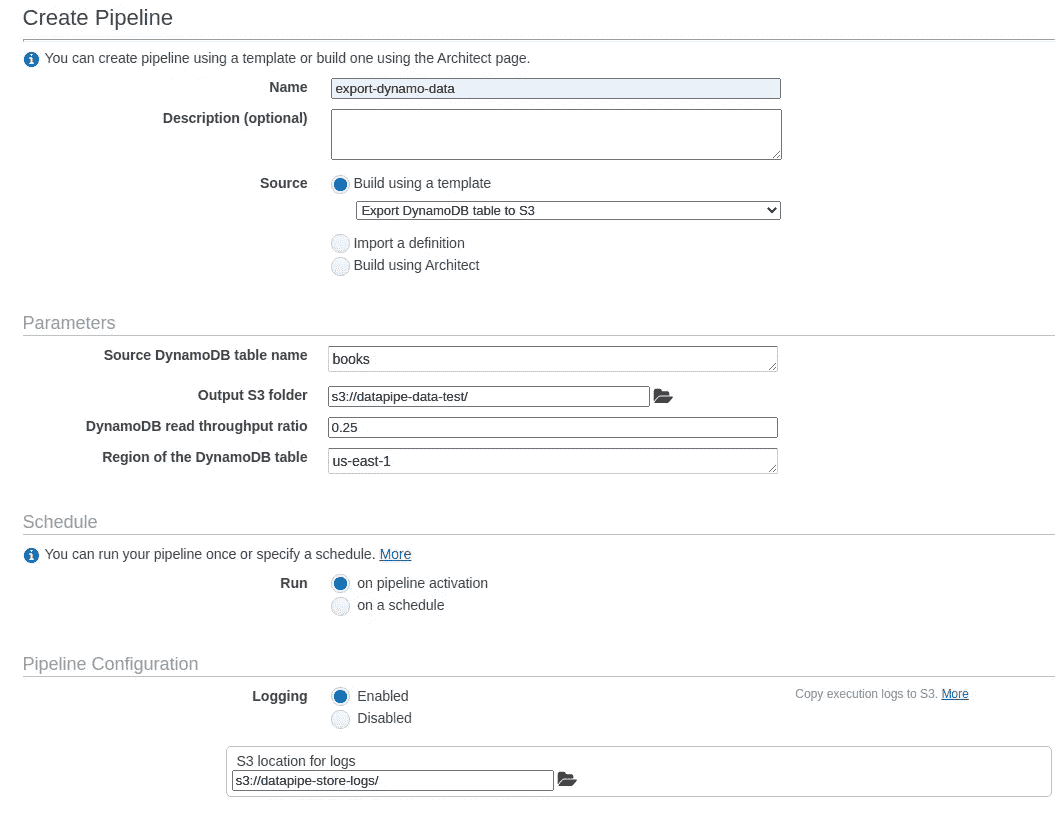 Create Pipeline
You can create pipeline using a template or build one using the Architect page.
Name export-dynamo-data
Description (optional)
Source Build using a template
Export DynamoDB table to S3
Import a definition
Build using Architect
Parameters
Source DynamoDB table name books
Output S3 folder s3://datapipe-data-test/
DynamoDB read throughput ratio 0.25
Region of the DynamoDB table us-east-1
Schedule
You can run your pipeline once or specify a schedule. More
Run on pipeline activation
on a schedule
Pipeline Configuration
Logging Enabled Copy execution logs to S3. More
Disabled
S3 location for logs
s3://datapipe-store-logs/